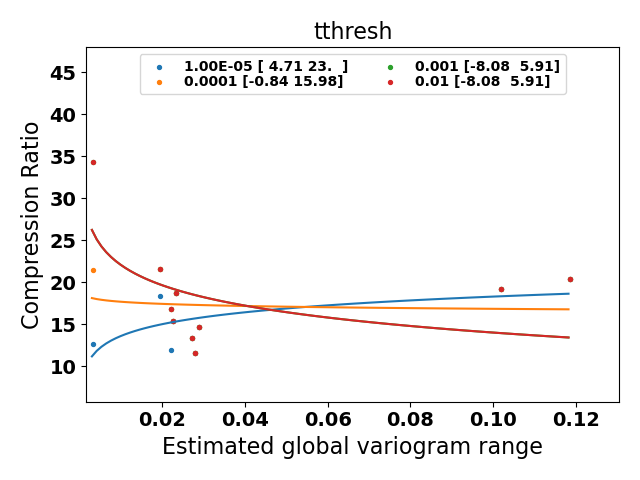 tthresh
1.00E-05 [ 4.71 23.  ]
0.0001 [-0.84 15.98]
0.001 [-8.08  5.91]
0.01 [-8.08  5.91]
Compression Ratio
45
40
35
30
25
20
15
10
0.02 0.04 0.06 0.08 0.10 0.12
Estimated global variogram range